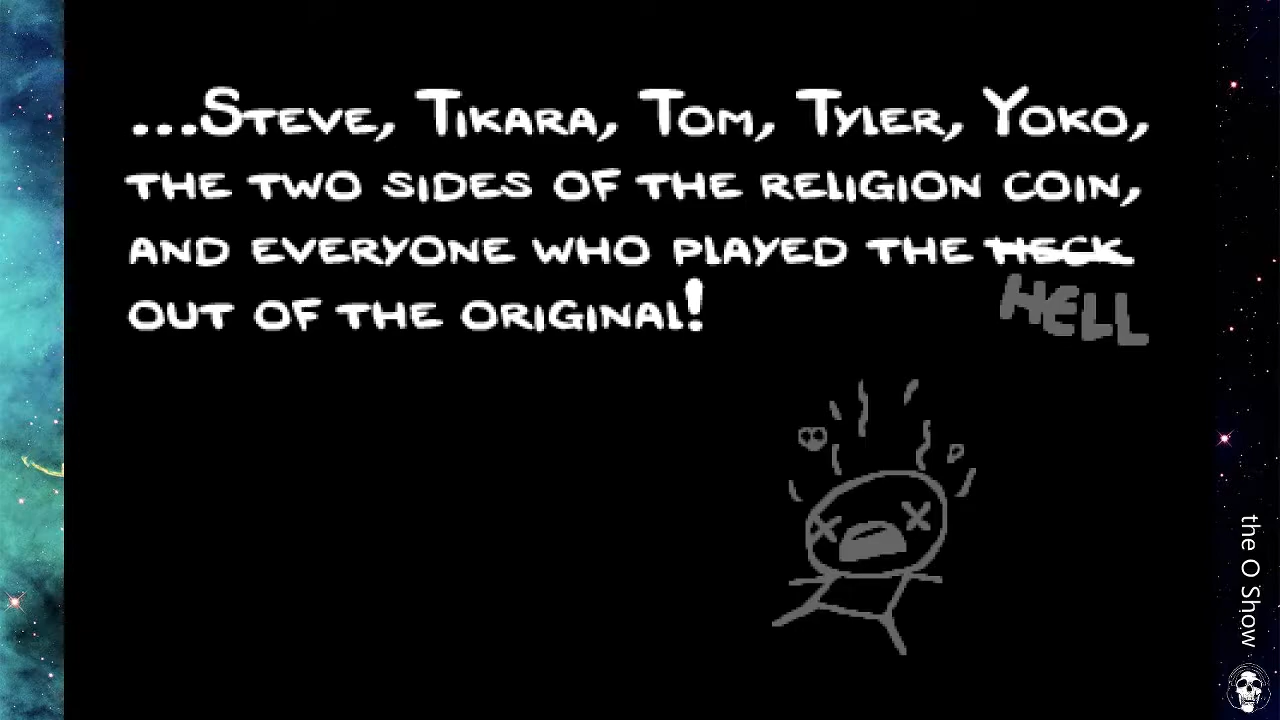 ...Steve, Tikara, Tom, Tyler, Yoko,
the two sides of the religion coin,
and everyone who played the heck
HELL
out of the original!
the O Show